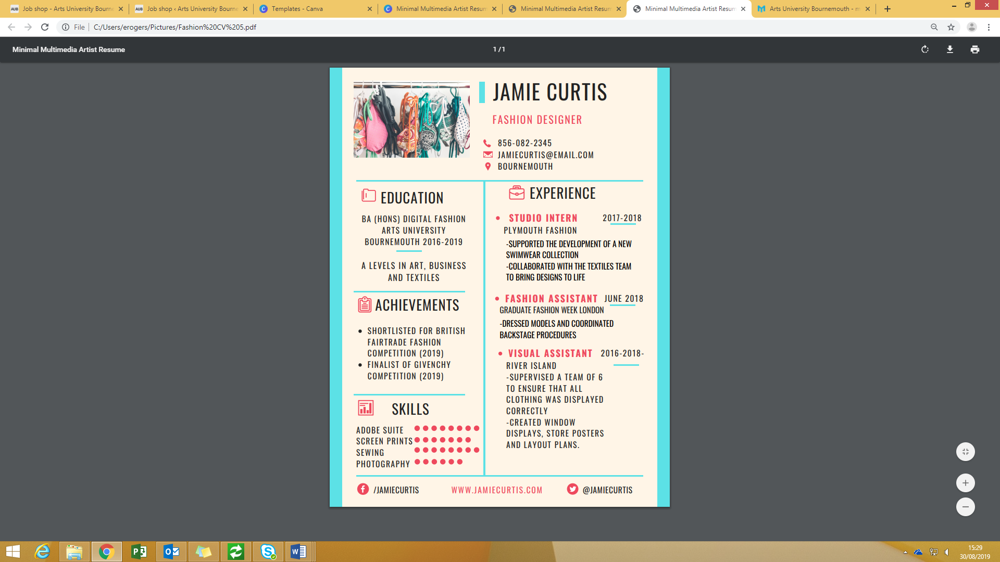 AUB Job shop - Arts University Bourne
AUB Job shop ‹ Arts University Bourne
Templates - Canva
Minimal Multimedia Artist Resum
Minimal Multimedia Artist Resum
Minimal Multimedia Artist Resum
Arts University Bournemouth - m
File
C:/Users/erogers/Pictures/Fashion%20CV%205.pdf
Minimal Multimedia Artist Resume
1 / 1
JAMIE CURTIS
FASHION DESIGNER
856-082-2345
JAMIECURTIS@EMAIL.COM
BOURNEMOUTH
EDUCATION
BA (HONS) DIGITAL FASHION
ARTS UNIVERSITY
BOURNEMOUTH 2016-2019
A LEVELS IN ART, BUSINESS
AND TEXTILES
ACHIEVEMENTS
SHORTLISTED FOR BRITISH
FAIRTRADE FASHION
COMPETITION (2019)
FINALIST OF GIVENCHY
COMPETITION (2019)
SKILLS
ADOBE SUITE
SCREEN PRINTS
SEWING
PHOTOGRAPHY
EXPERIENCE
STUDIO INTERN 2017-2018
PLYMOUTH FASHION
-SUPPORTED THE DEVELOPMENT OF A NEW
SWIMWEAR COLLECTION
-COLLABORATED WITH THE TEXTILES TEAM
TO BRING DESIGNS TO LIFE
FASHION ASSISTANT JUNE 2018
GRADUATE FASHION WEEK LONDON
-DRESSED MODELS AND COORDINATED
BACKSTAGE PROCEDURES
VISUAL ASSISTANT 2016-2018-
RIVER ISLAND
-SUPERVISED A TEAM OF 6
TO ENSURE THAT ALL
CLOTHING WAS DISPLAYED
CORRECTLY
-CREATED WINDOW
DISPLAYS, STORE POSTERS
AND LAYOUT PLANS.
/JAMIECURTIS
WWW.JAMIECURTIS.COM
@JAMIECURTIS
15:29
30/08/2019